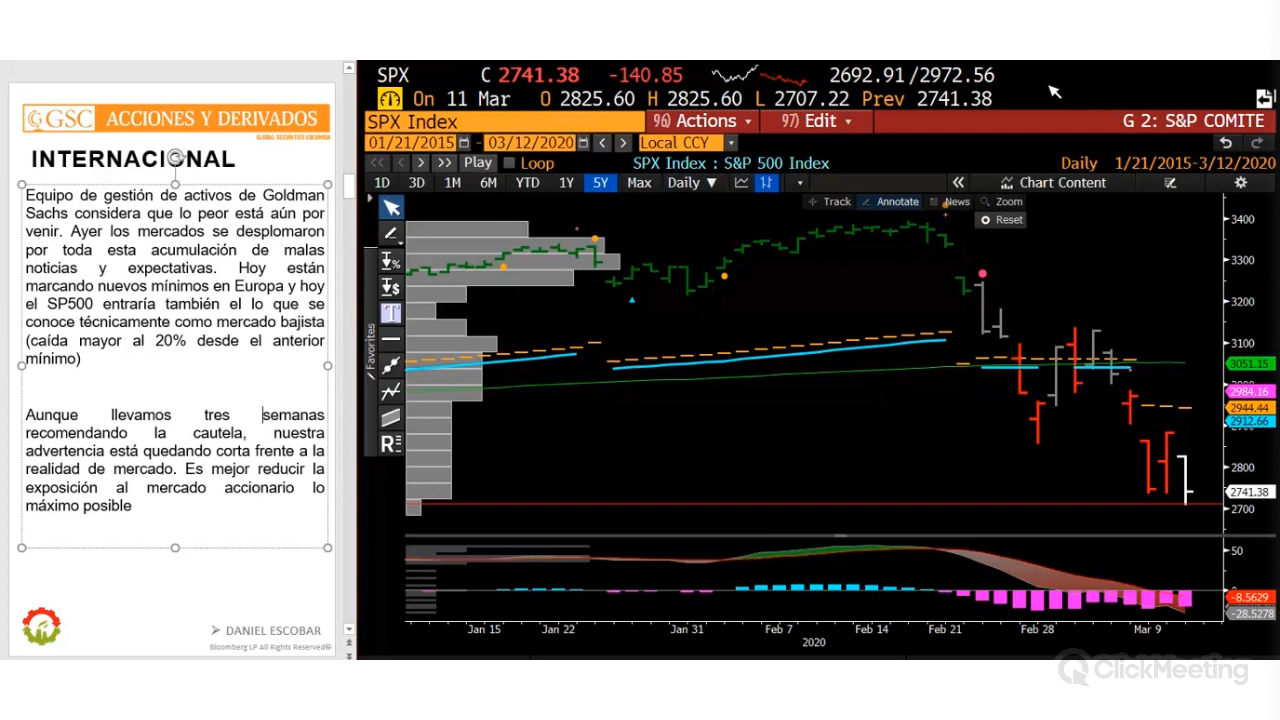 GSC ACCIONES Y DERIVADOS
GLOBAL SECURITIES COLOMBIA
INTERNACIONAL
Equipo de gestión de activos de Goldman
Sachs considera que lo peor está aún por
venir. Ayer los mercados se desplomaron
por toda esta acumulación de malas
noticias y expectativas. Hoy están
marcando nuevos mínimos en Europa y hoy
el SP500 entraría también el lo que se
conoce técnicamente como mercado bajista
(caída mayor al 20% desde el anterior
mínimo)
Aunque llevamos tres semanas
recomendando la cautela, nuestra
advertencia está quedando corta frente a la
realidad de mercado. Es mejor reducir la
exposición al mercado accionario lo
máximo posible
DANIEL ESCOBAR
Bloomberg LP All Rights Reserved®
SPX C 2741.38 -140.85 2692.91/2972.56
On 11 Mar O 2825.60 H 2825.60 L 2707.22 Prev 2741.38
SPX Index 96) Actions 97) Edit G 2: S&P COMITE
01/21/2015 - 03/12/2020 Local CCY
Play Loop SPX Index : S&P 500 Index Daily 1/21/2015-3/12/2020
1D 3D 1M 6M YTD 1Y 5Y Max Daily Chart Content
Track Annotate News Zoom
Reset
Favorites
3400
3300
3200
3100
3051.15
3000
2984.16
2944.44
2912.66
2900
2800
2741.38
2700
50
0
-8.5629
-28.5278
Jan 15 Jan 22 Jan 31 Feb 7 Feb 14 Feb 21 Feb 28 Mar 9
2020
ClickMeeting